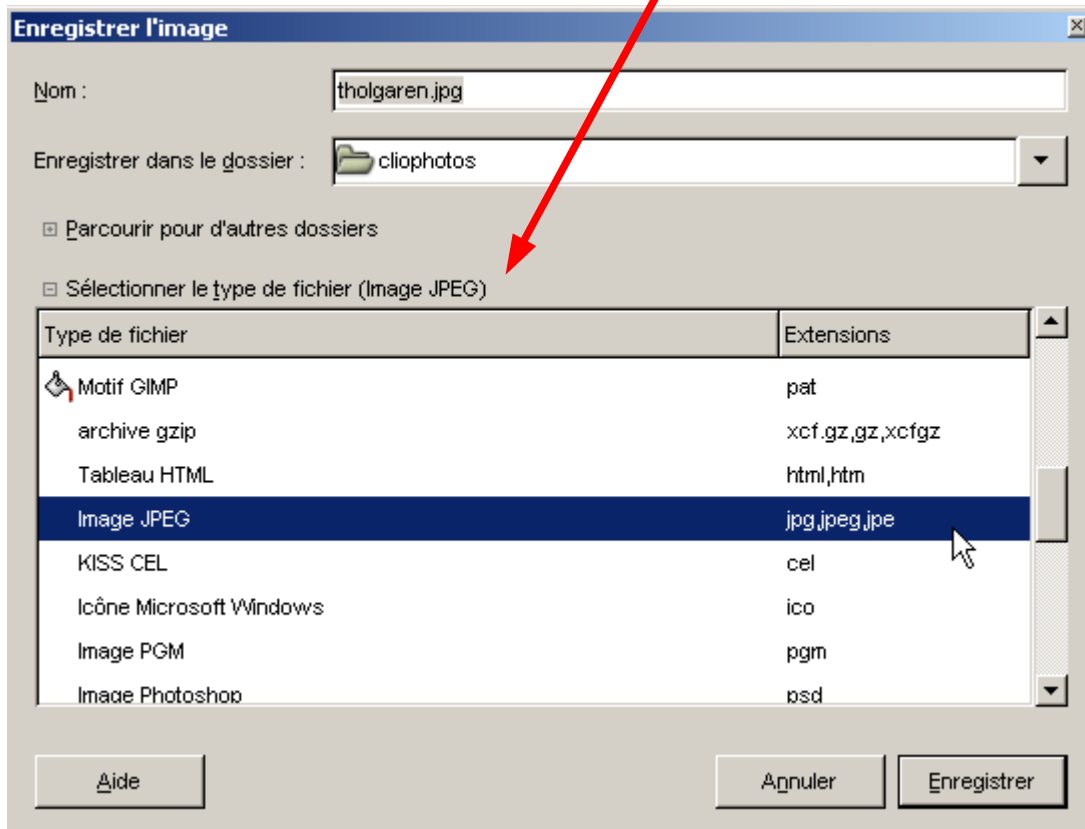 Enregistrer l'image
Nom : tholgaren.jpg
Enregistrer dans le dossier : cliophotos
Parcourir pour d'autres dossiers
Sélectionner le type de fichier (Image JPEG)
Type de fichier Extensions
Motif GIMP pat
archive gzip xcf.gz,gz,xcfgz
Tableau HTML html,htm
Image JPEG jpg,jpeg,jpe
KISS CEL cel
Icône Microsoft Windows ico
Image PGM pgm
Image Photoshop psd
Aide Annuler Enregistrer